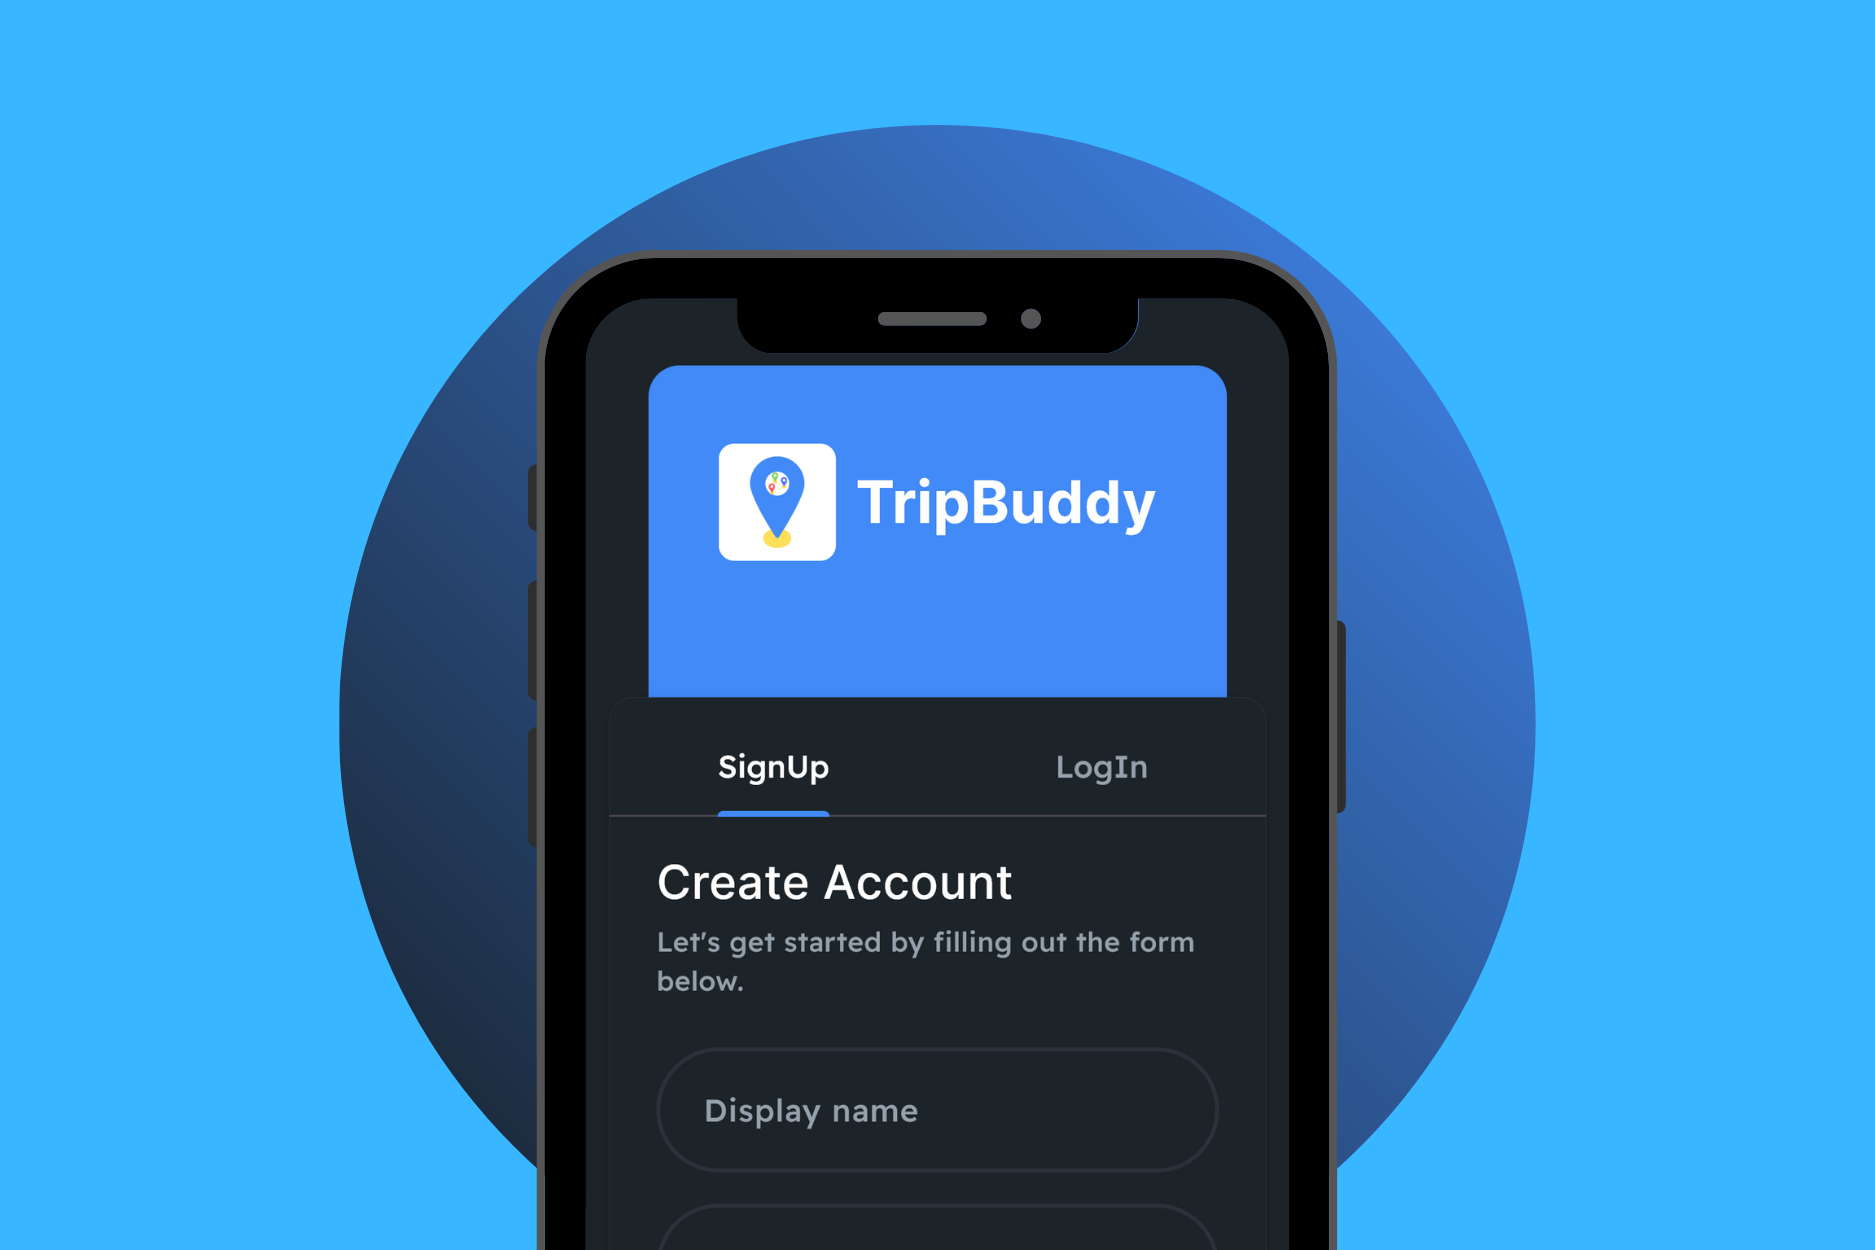 TripBuddy
SignUp
LogIn
Create Account
Let's get started by filling out the form
below.
Display name